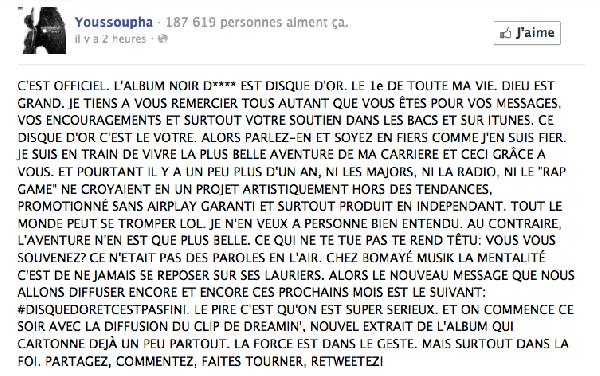 Youssoupha · 187 619 personnes aiment ça.
il y a 2 heures ·
J'aime
C'EST OFFICIEL. L'ALBUM NOIR D**** EST DISQUE D'OR. LE 1e DE TOUTE MA VIE. DIEU EST
GRAND. JE TIENS A VOUS REMERCIER TOUS AUTANT QUE VOUS ÊTES POUR VOS MESSAGES,
VOS ENCOURAGEMENTS ET SURTOUT VOTRE SOUTIEN DANS LES BACS ET SUR ITUNES. CE
DISQUE D'OR C'EST LE VOTRE. ALORS PARLEZ-EN ET SOYEZ EN FIERS COMME J'EN SUIS FIER.
JE SUIS EN TRAIN DE VIVRE LA PLUS BELLE AVENTURE DE MA CARRIERE ET CECI GRÂCE A
VOUS. ET POURTANT IL Y A UN PEU PLUS D'UN AN, NI LES MAJORS, NI LA RADIO, NI LE "RAP
GAME" NE CROYAIENT EN UN PROJET ARTISTIQUEMENT HORS DES TENDANCES,
PROMOTIONNÉ SANS AIRPLAY GARANTI ET SURTOUT PRODUIT EN INDEPENDANT. TOUT LE
MONDE PEUT SE TROMPER LOL. JE N'EN VEUX A PERSONNE BIEN ENTENDU. AU CONTRAIRE,
L'AVENTURE N'EN EST QUE PLUS BELLE. CE QUI NE TE TUE PAS TE REND TÊTU: VOUS VOUS
SOUVENEZ? CE N'ETAIT PAS DES PAROLES EN L'AIR. CHEZ BOMAYÉ MUSIK LA MENTALITÉ
C'EST DE NE JAMAIS SE REPOSER SUR SES LAURIERS. ALORS LE NOUVEAU MESSAGE QUE NOUS
ALLONS DIFFUSER ENCORE ET ENCORE CES PROCHAINS MOIS EST LE SUIVANT:
#DISQUEDORETCESTPASFINI. LE PIRE C'EST QU'ON EST SUPER SERIEUX. ET ON COMMENCE CE
SOIR AVEC LA DIFFUSION DU CLIP DE DREAMIN', NOUVEL EXTRAIT DE L'ALBUM QUI
CARTONNE DEJÀ UN PEU PARTOUT. LA FORCE EST DANS LE GESTE. MAIS SURTOUT DANS LA
FOI. PARTAGEZ, COMMENTEZ, FAITES TOURNER, RETWEETEZ!